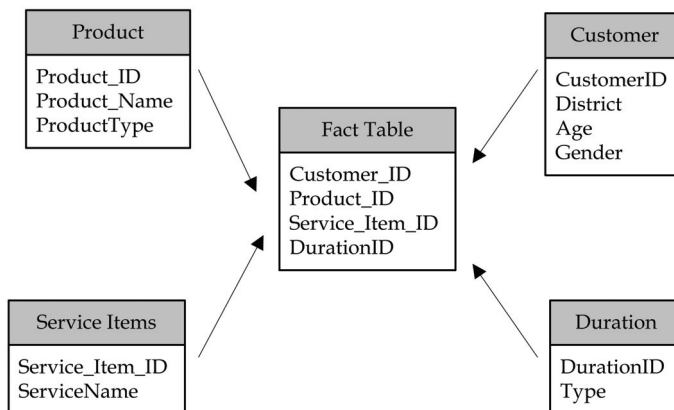 Product
Product_ID
Product_Name
ProductType
Customer
CustomerID
District
Age
Gender
Fact Table
Customer_ID
Product_ID
Service_Item_ID
DurationID
Service Items
Service_Item_ID
ServiceName
Duration
DurationID
Type